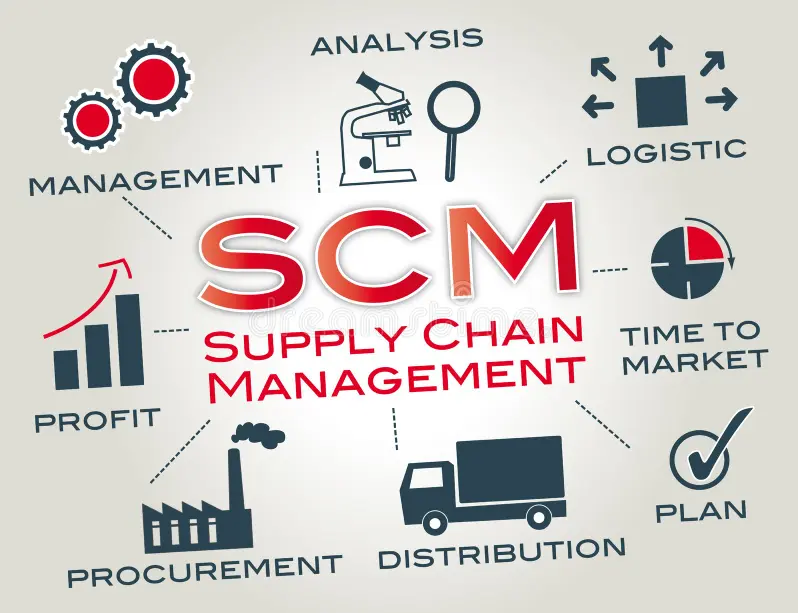 ANALYSIS
LOGISTIC
MANAGEMENT
SCM
SUPPLY CHAIN
MANAGEMENT
TIME TO
MARKET
PROFIT
PLAN
PROCUREMENT
DISTRIBUTION